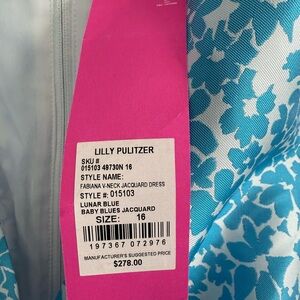 LILLY PULITZER
SKU #
015103 49730N 16
STYLE NAME:
FABIANA V-NECK JACQUARD DRESS
STYLE #: 015103
LUNAR BLUE
BABY BLUES JACQUARD
SIZE: 16
197367 072976
MANUFACTURER'S SUGGESTED PRICE
$278.00